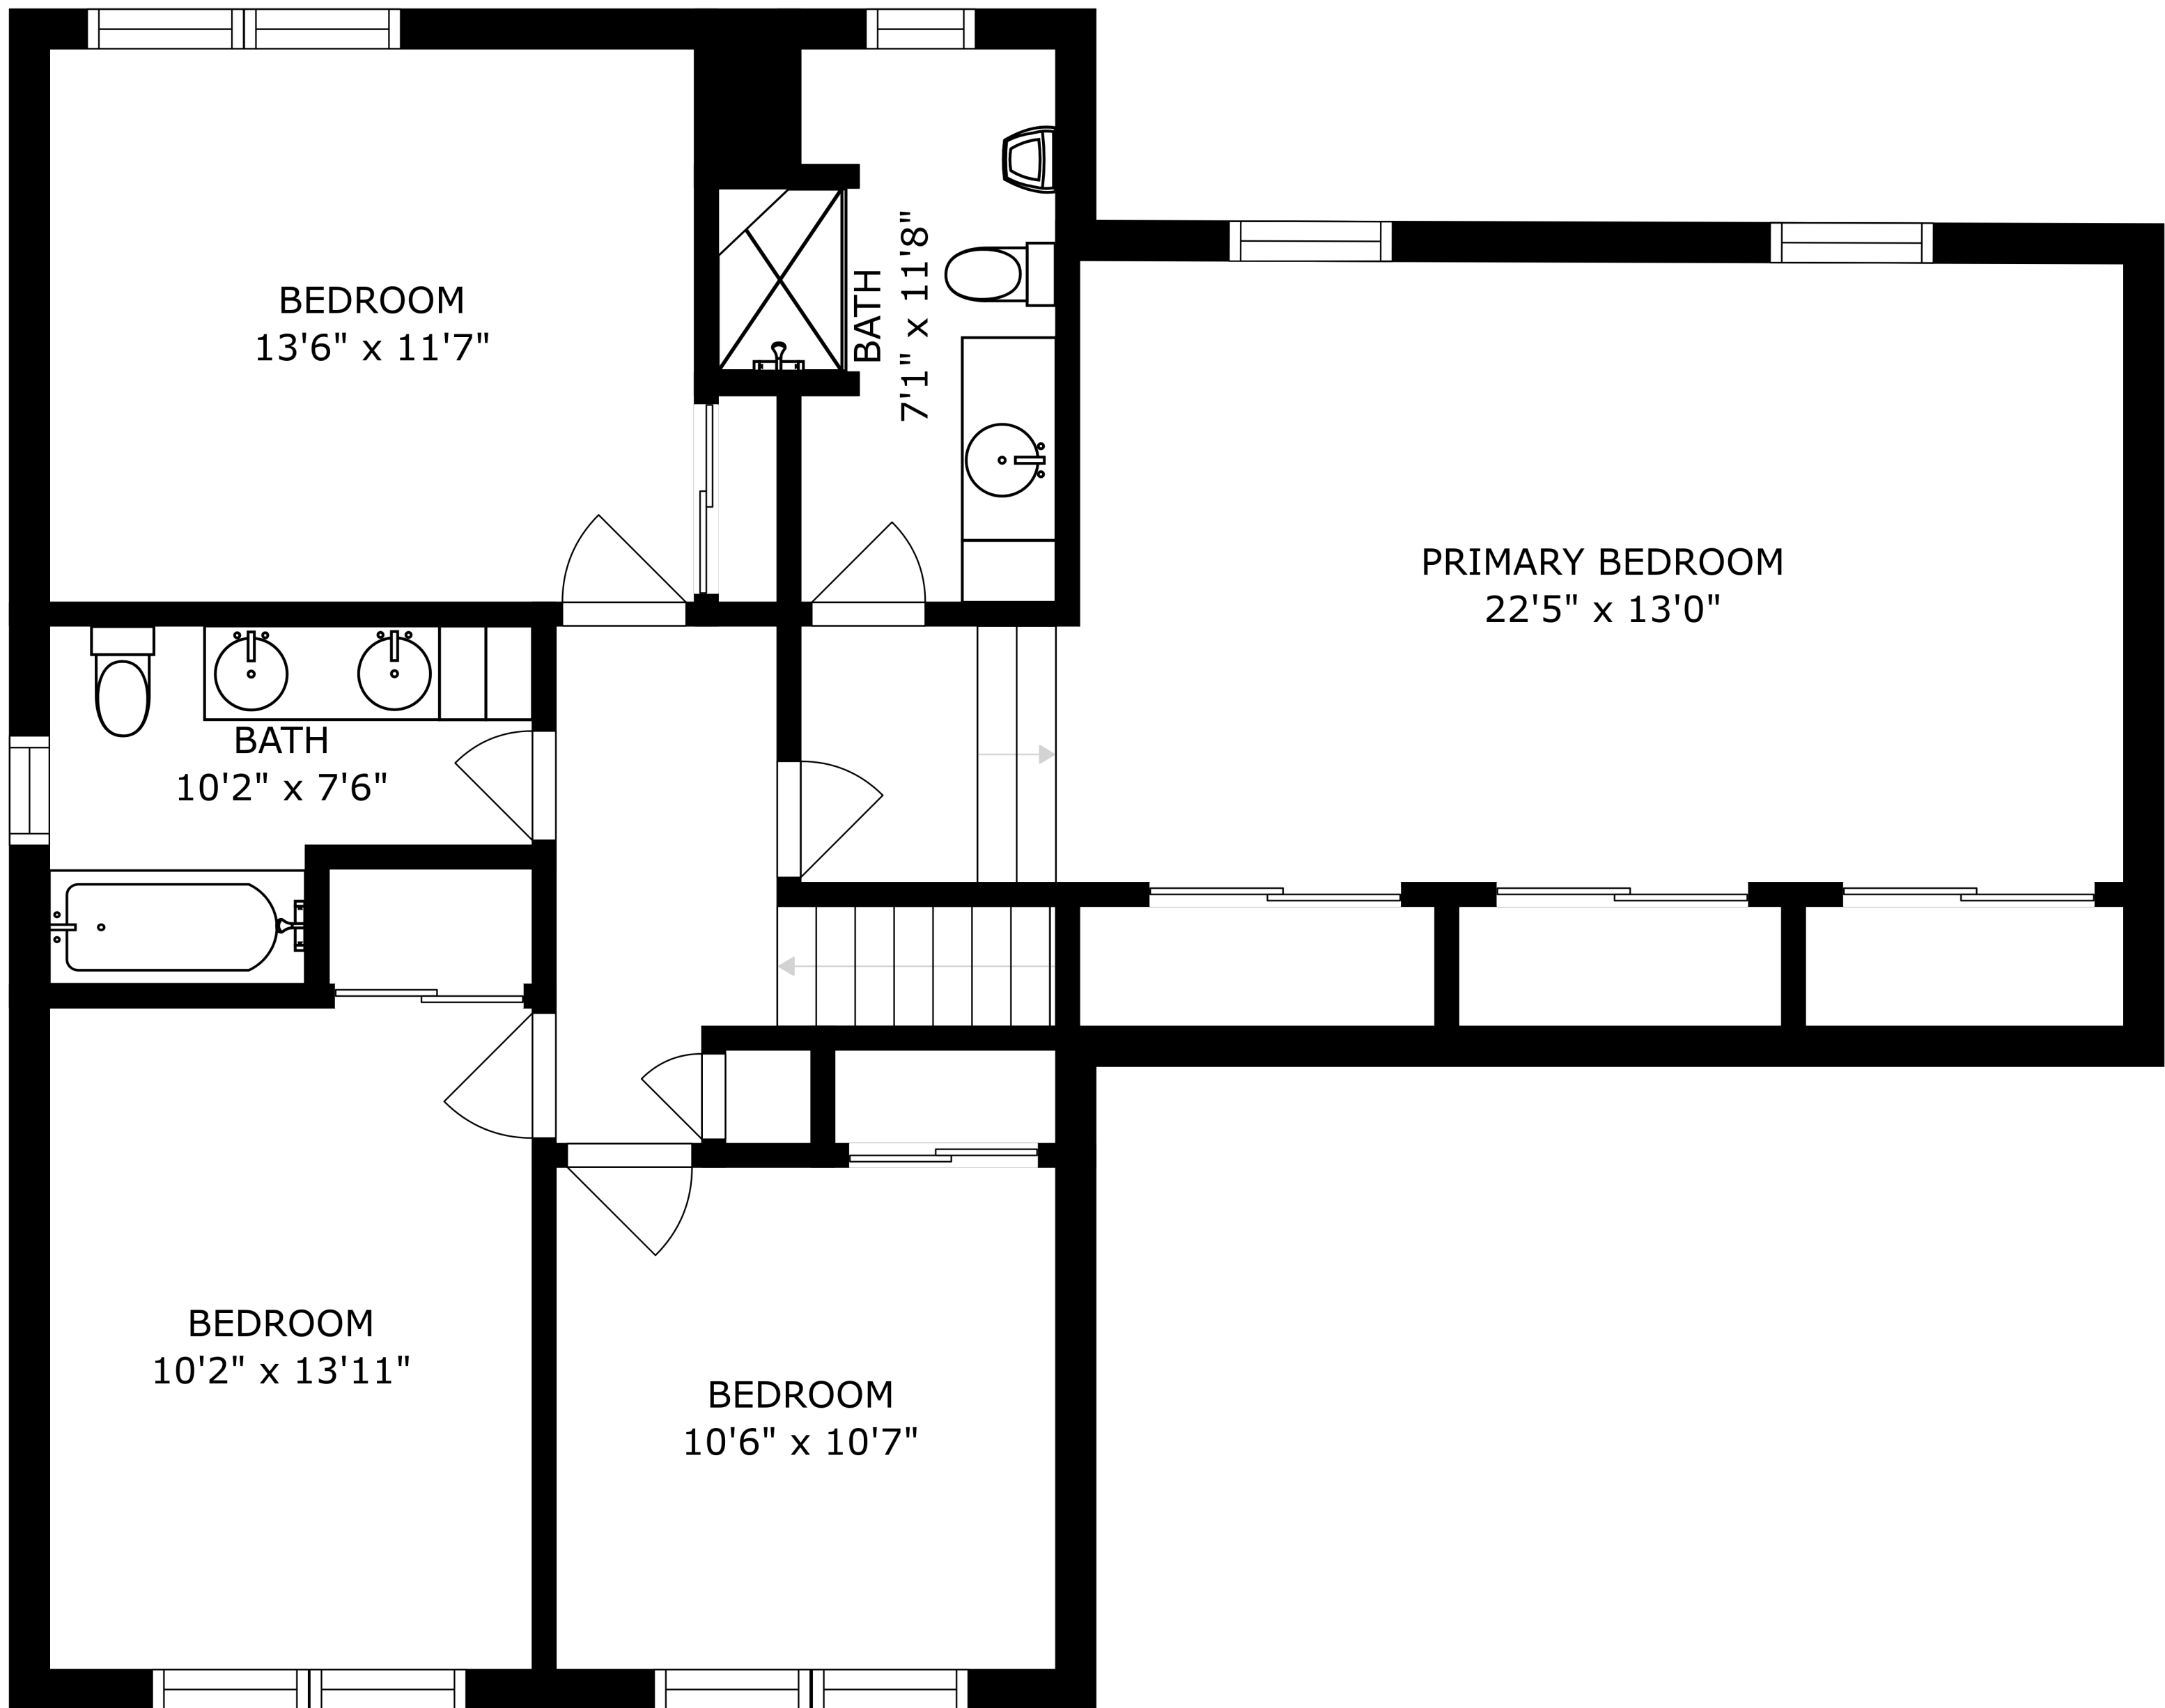 BEDROOM
13'6" x 11'7"
BATH
7'1" x 11'8"
PRIMARY BEDROOM
22'5" x 13'0"
BATH
10'2" x 7'6"
BEDROOM
10'2" x 13'11"
BEDROOM
10'6" x 10'7"